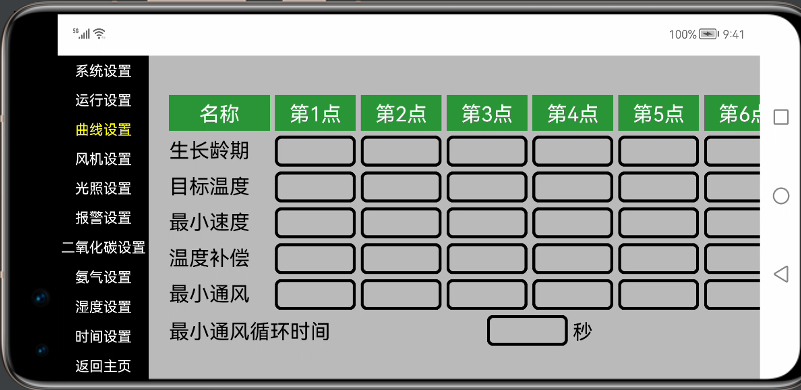 5G 100% 9:41
系统设置
运行设置
曲线设置
风机设置
光照设置
报警设置
二氧化碳设置
氨气设置
湿度设置
时间设置
返回主页
名称 第1点 第2点 第3点 第4点 第5点 第6
生长龄期
目标温度
最小速度
温度补偿
最小通风
最小通风循环时间 秒